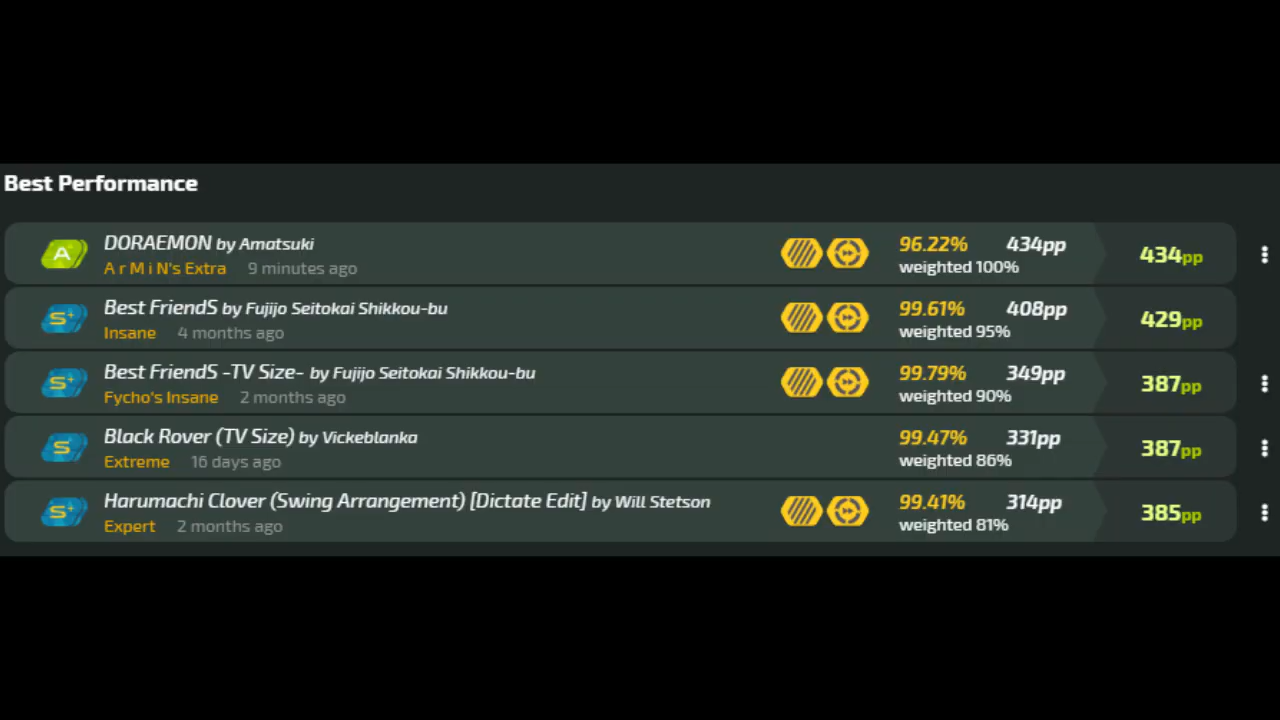 Best Performance
A
DORAEMON by Amatsuki
A r M i N's Extra 9 minutes ago
96.22% 434pp
weighted 100%
434pp
S+
Best FriendS by Fujijo Seitokai Shikkou-bu
Insane 4 months ago
99.61% 408pp
weighted 95%
429pp
S+
Best FriendS -TV Size- by Fujijo Seitokai Shikkou-bu
Fycho's Insane 2 months ago
99.79% 349pp
weighted 90%
387pp
S
Black Rover (TV Size) by Vickeblanka
Extreme 16 days ago
99.47% 331pp
weighted 86%
387pp
S+
Harumachi Clover (Swing Arrangement) [Dictate Edit] by Will Stetson
Expert 2 months ago
99.41% 314pp
weighted 81%
385pp